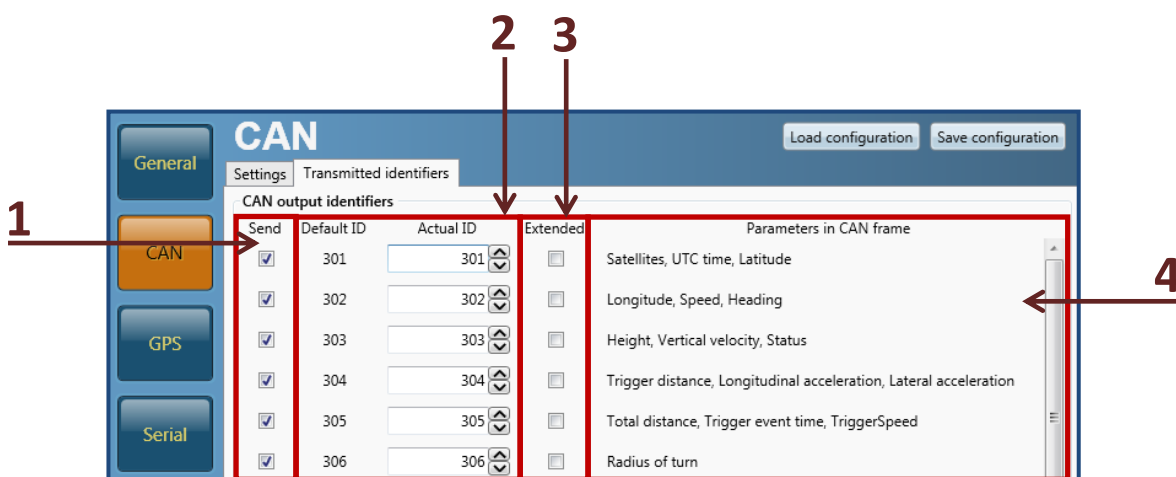 2 3
CAN
Load configuration Save configuration
General
Settings Transmitted identifiers
CAN output identifiers
1
Send Default ID Actual ID Extended Parameters in CAN frame
CAN
301 301 Satellites, UTC time, Latitude
4
302 302 Longitude, Speed, Heading
GPS
303 303 Height, Vertical velocity, Status
304 304 Trigger distance, Longitudinal acceleration, Lateral acceleration
Serial
305 305 Total distance, Trigger event time, TriggerSpeed
306 306 Radius of turn